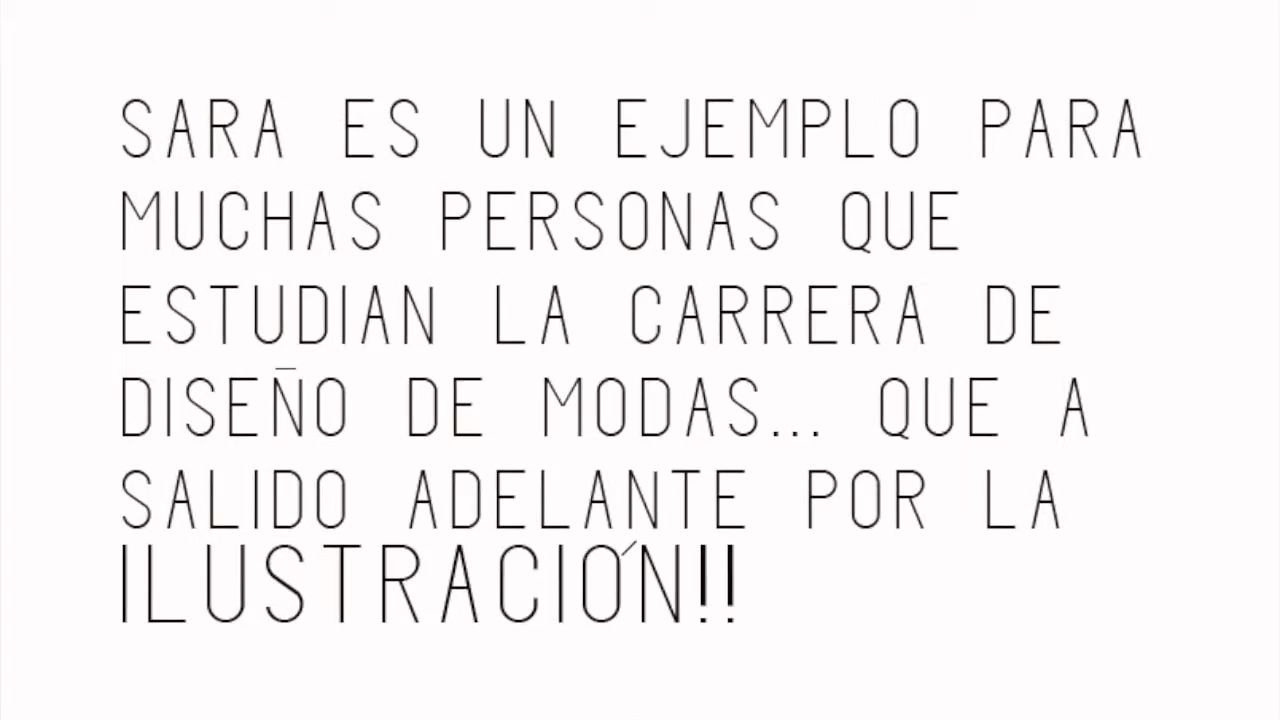 SARA ES UN EJEMPLO PARA
MUCHAS PERSONAS QUE
ESTUDIAN LA CARRERA DE
DISEÑO DE MODAS... QUE A
SALIDO ADELANTE POR LA
ILUSTRACIÓN!!